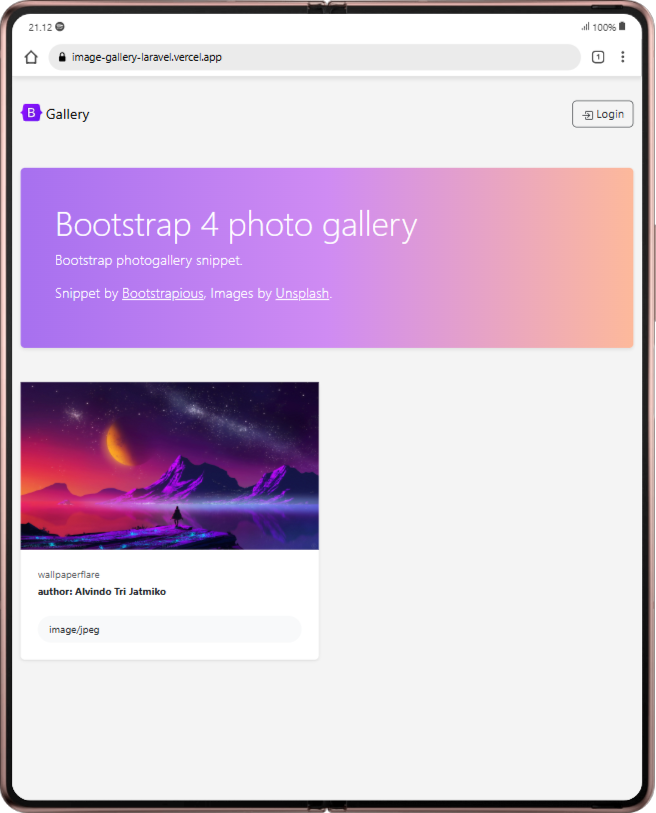 21.12
100%
image-gallery-laravel.vercel.app
1
B Gallery
Login
Bootstrap 4 photo gallery
Bootstrap photogallery snippet.
Snippet by Bootstrapious, Images by Unsplash.
wallpaperflare
author: Alvindo Tri Jatmiko
image/jpeg